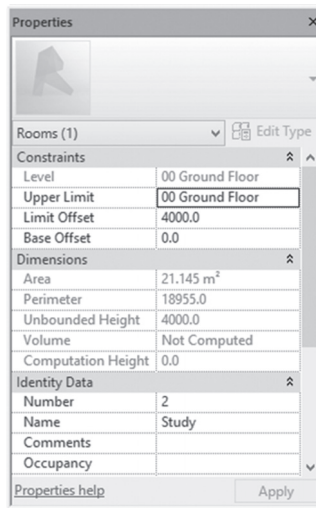 Properties ×
Rooms (1) Edit Type
Constraints
Level 00 Ground Floor
Upper Limit 00 Ground Floor
Limit Offset 4000.0
Base Offset 0.0
Dimensions
Area 21.145 m²
Perimeter 18955.0
Unbounded Height 4000.0
Volume Not Computed
Computation Height 0.0
Identity Data
Number 2
Name Study
Comments
Occupancy
Properties help Apply